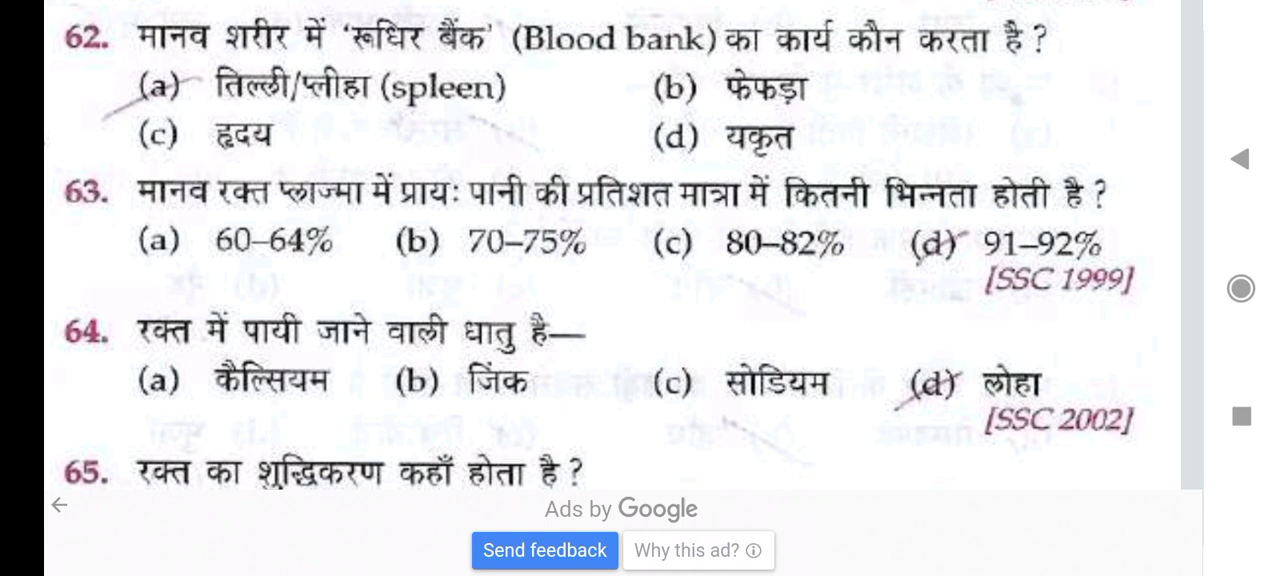 62. मानव शरीर में 'रूधिर बैंक' (Blood bank) का कार्य कौन करता है ?
(a) तिल्ली/प्लीहा (spleen) (b) फेफड़ा
(c) हृदय (d) यकृत
63. मानव रक्त प्लाज्मा में प्रायः पानी की प्रतिशत मात्रा में कितनी भिन्नता होती है ?
(a) 60–64% (b) 70–75% (c) 80–82% (d) 91–92%
[SSC 1999]
64. रक्त में पायी जाने वाली धातु है—
(a) कैल्सियम (b) जिंक (c) सोडियम (d) लोहा
[SSC 2002]
65. रक्त का शुद्धिकरण कहाँ होता है ?
Ads by Google
Send feedback Why this ad?